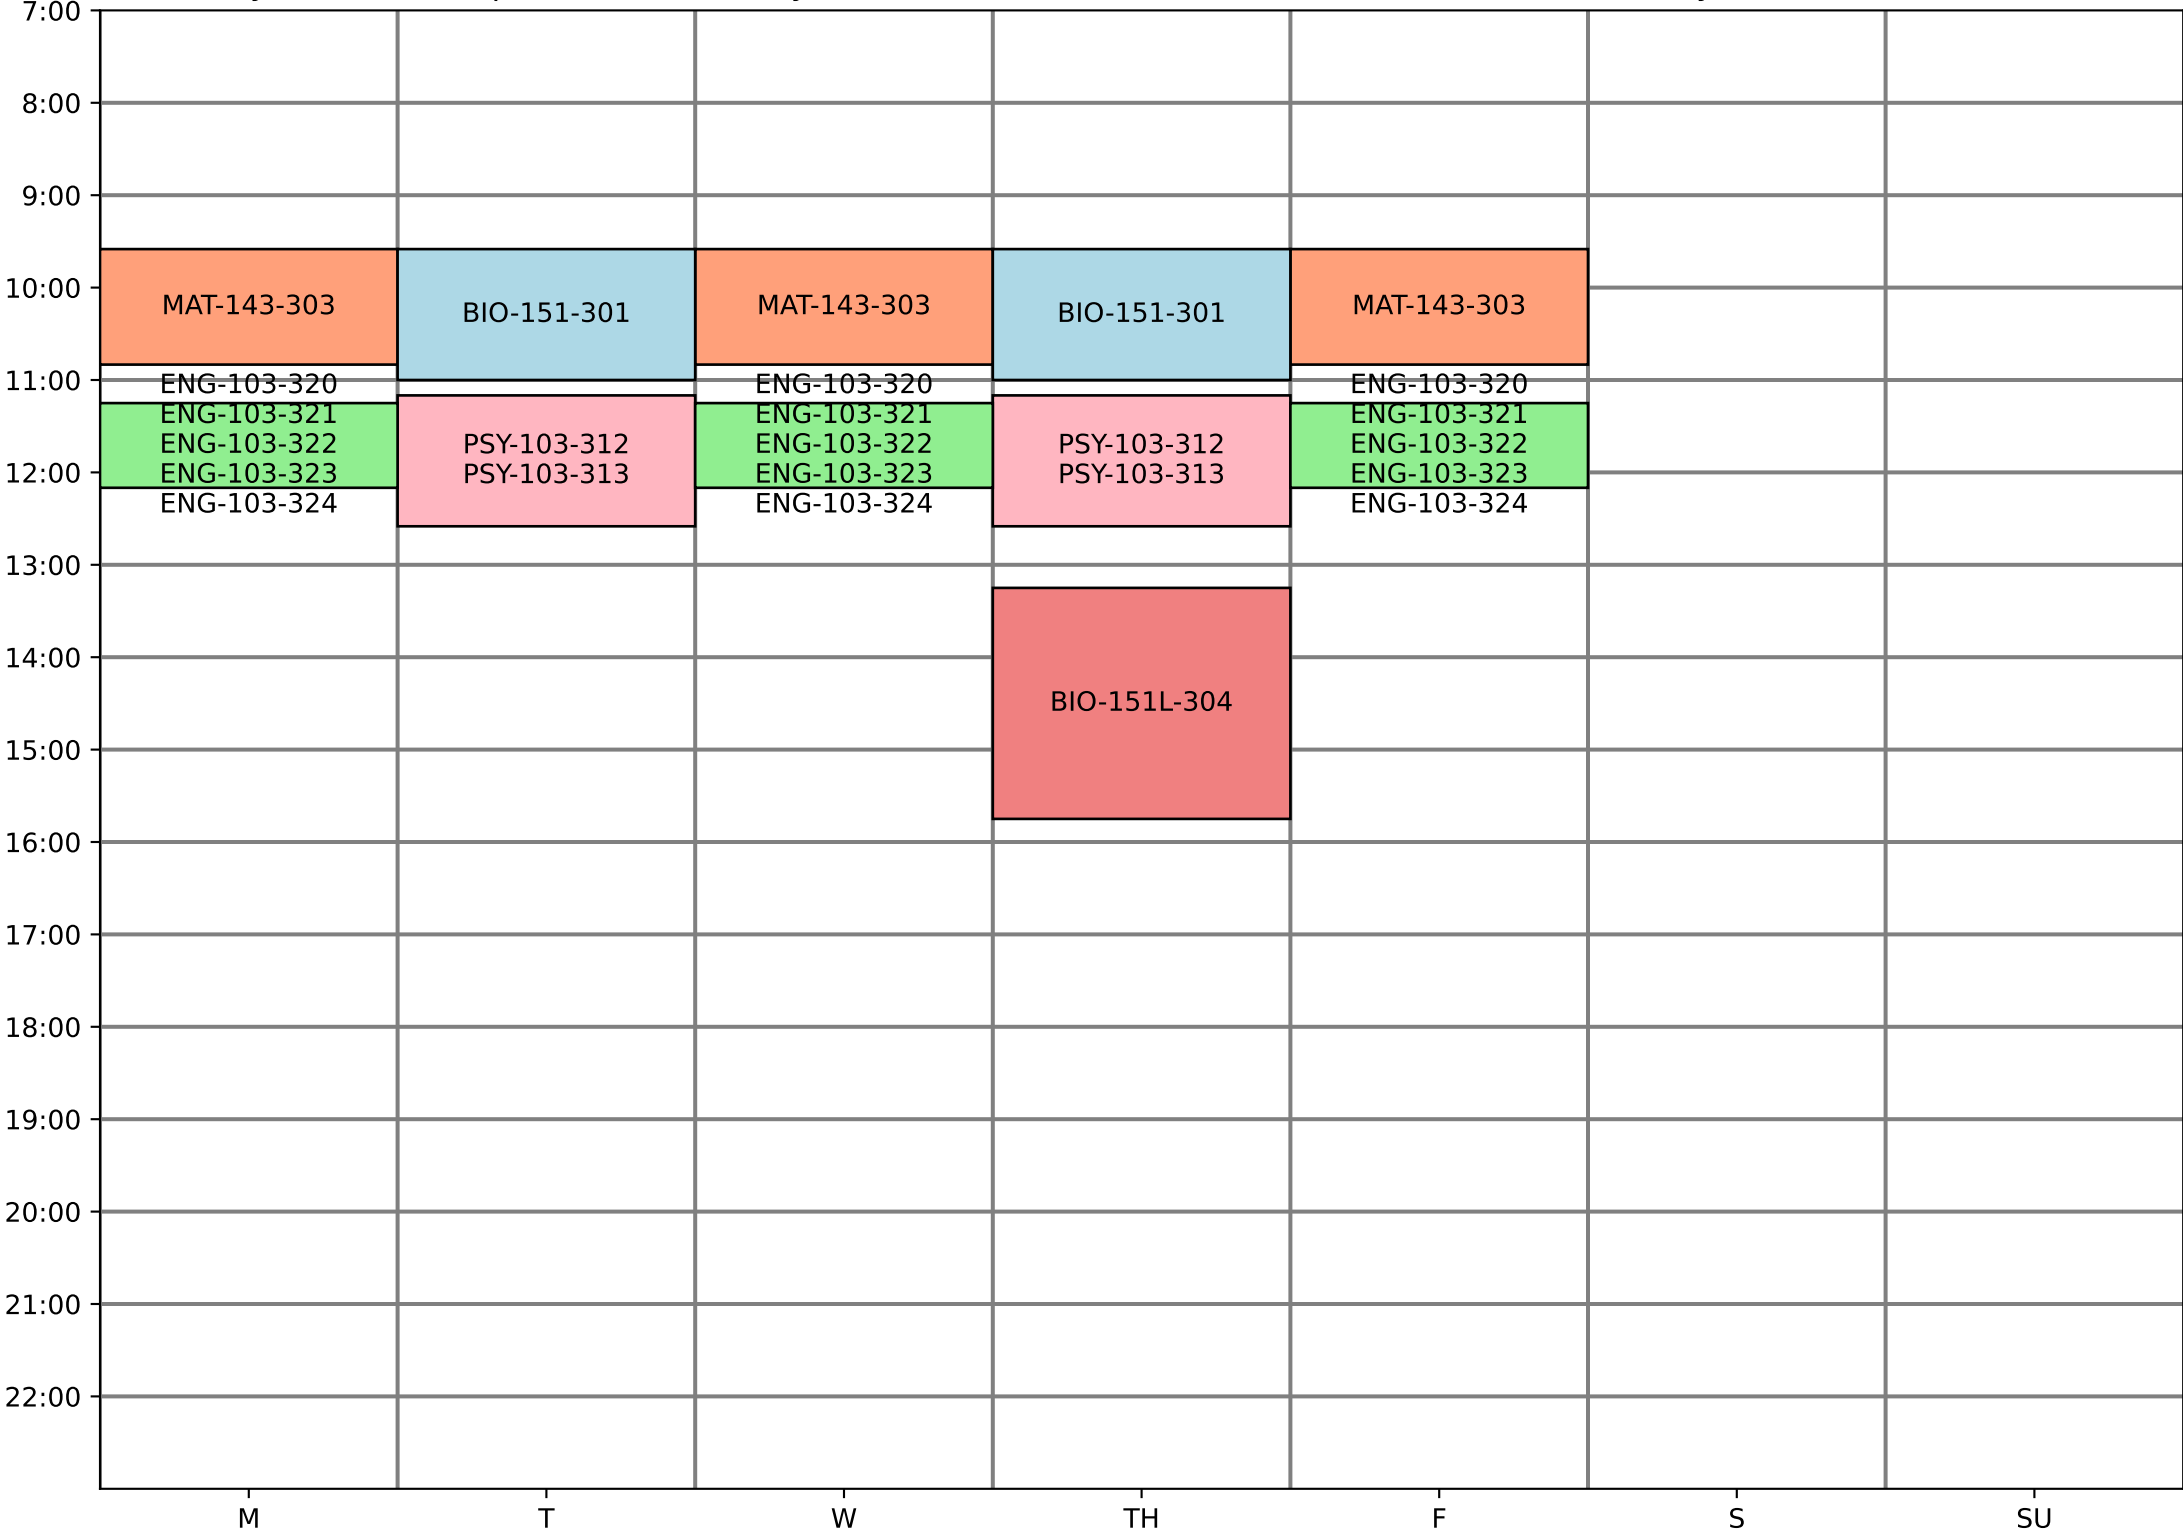 7:00
8:00
9:00
10:00
MAT-143-303
BIO-151-301
MAT-143-303
BIO-151-301
MAT-143-303
11:00
ENG-103-320
ENG-103-320
ENG-103-320
ENG-103-321
ENG-103-321
ENG-103-321
ENG-103-322
PSY-103-312
ENG-103-322
PSY-103-312
ENG-103-322
12:00
ENG-103-323
PSY-103-313
ENG-103-323
PSY-103-313
ENG-103-323
ENG-103-324
ENG-103-324
ENG-103-324
13:00
14:00
BIO-151L-304
15:00
16:00
17:00
18:00
19:00
20:00
21:00
22:00
M
T
W
TH
F
S
SU